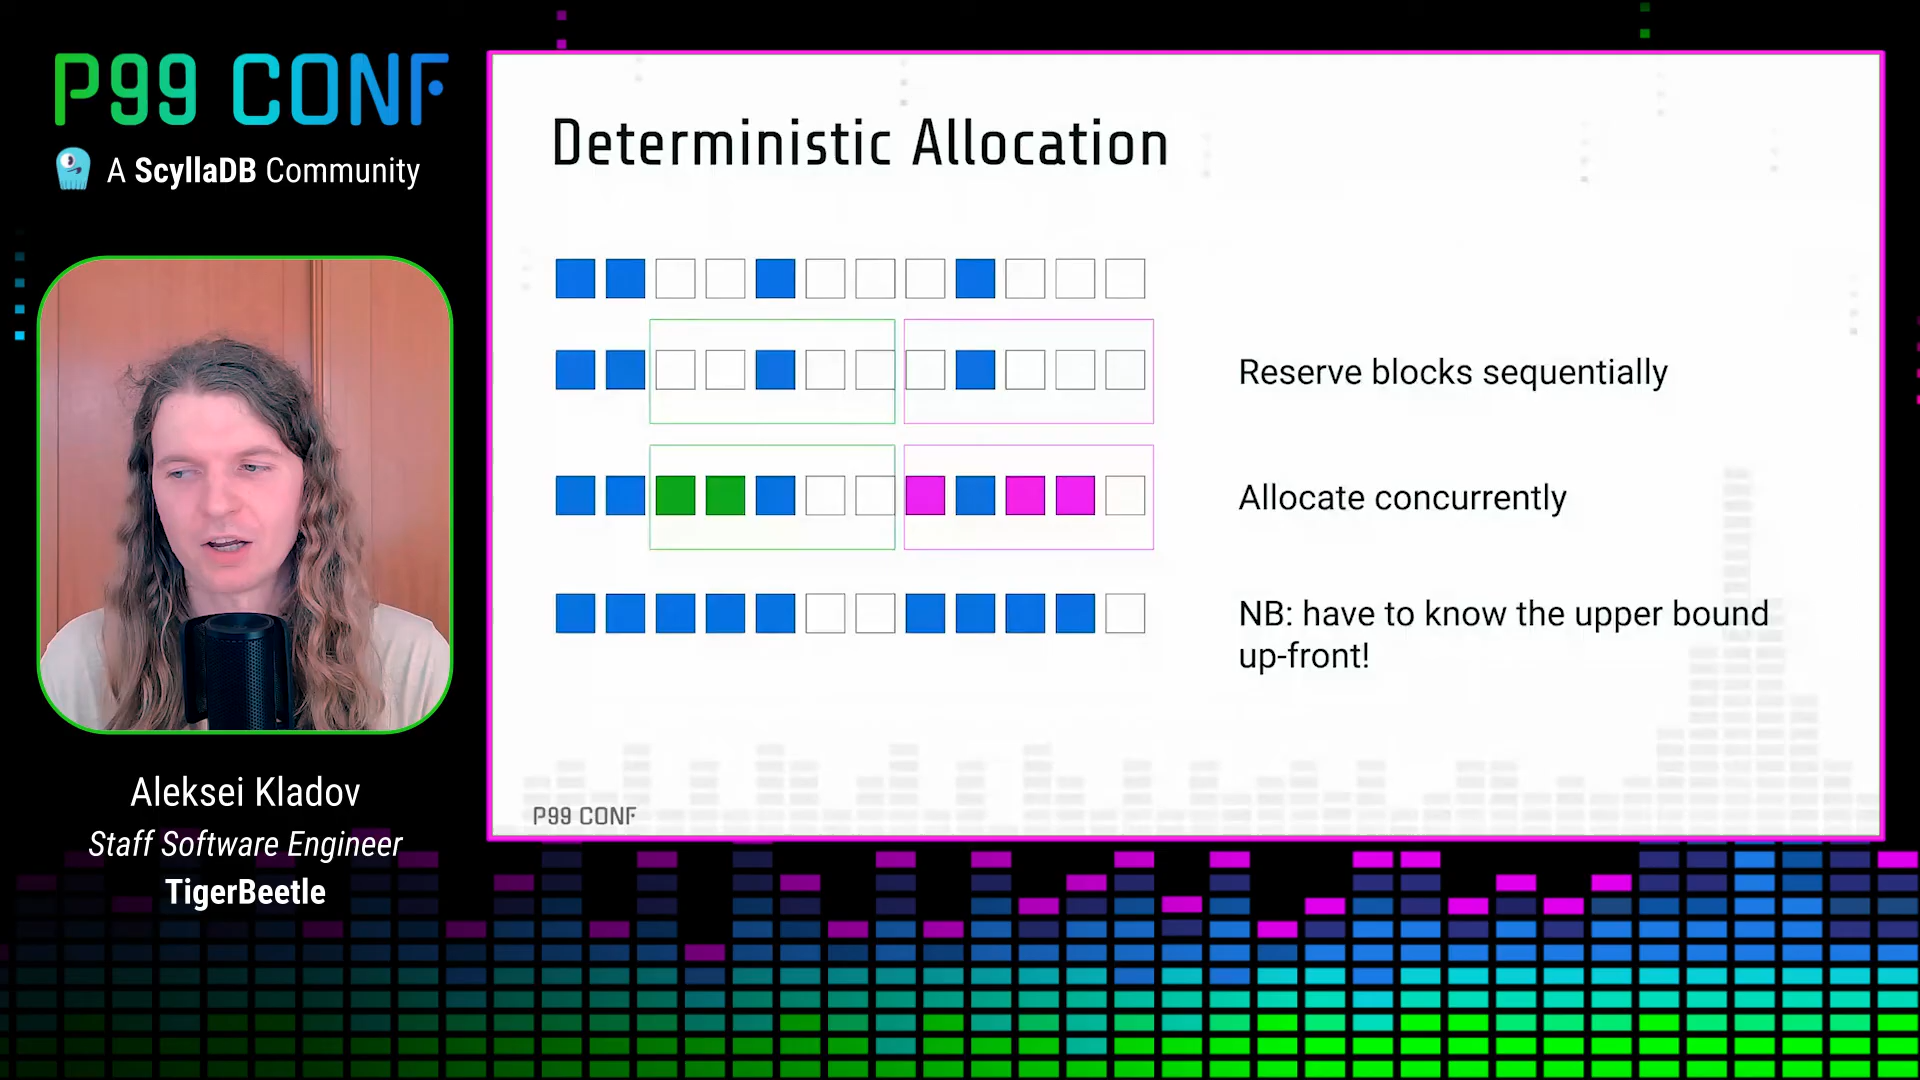 P99 CONF
A ScyllaDB Community
Aleksei Kladov
Staff Software Engineer
TigerBeetle
Deterministic Allocation
Reserve blocks sequentially
Allocate concurrently
NB: have to know the upper bound
up-front!
P99 CONF